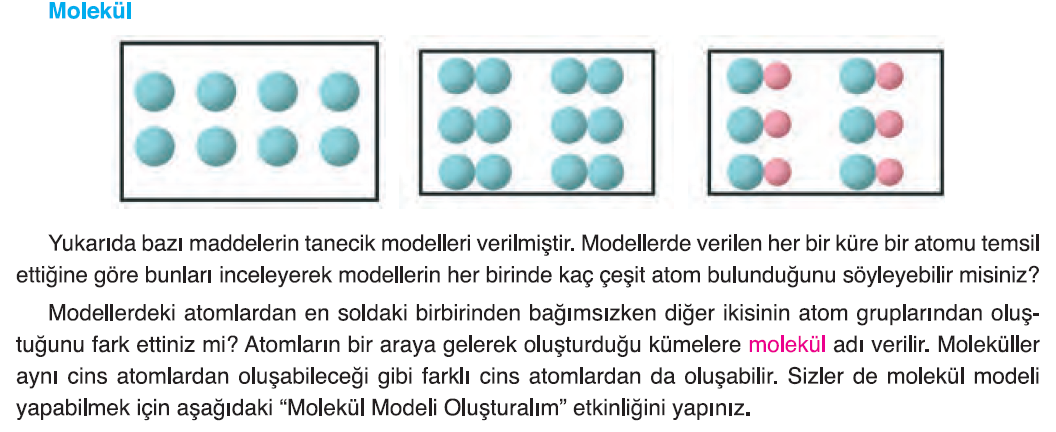 Molekül
Yukarıda bazı maddelerin tanecik modelleri verilmiştir. Modellerde verilen her bir küre bir atomu temsil
ettiğine göre bunları inceleyerek modellerin her birinde kaç çeşit atom bulunduğunu söyleyebilir misiniz?
Modellerdeki atomlardan en soldaki birbirinden bağımsızken diğer ikisinin atom gruplarından oluş-
tuğunu fark ettiniz mi? Atomların bir araya gelerek oluşturduğu kümelere molekül adı verilir. Moleküller
aynı cins atomlardan oluşabileceği gibi farklı cins atomlardan da oluşabilir. Sizler de molekül modeli
yapabilmek için aşağıdaki “Molekül Modeli Oluşturalım” etkinliğini yapınız.